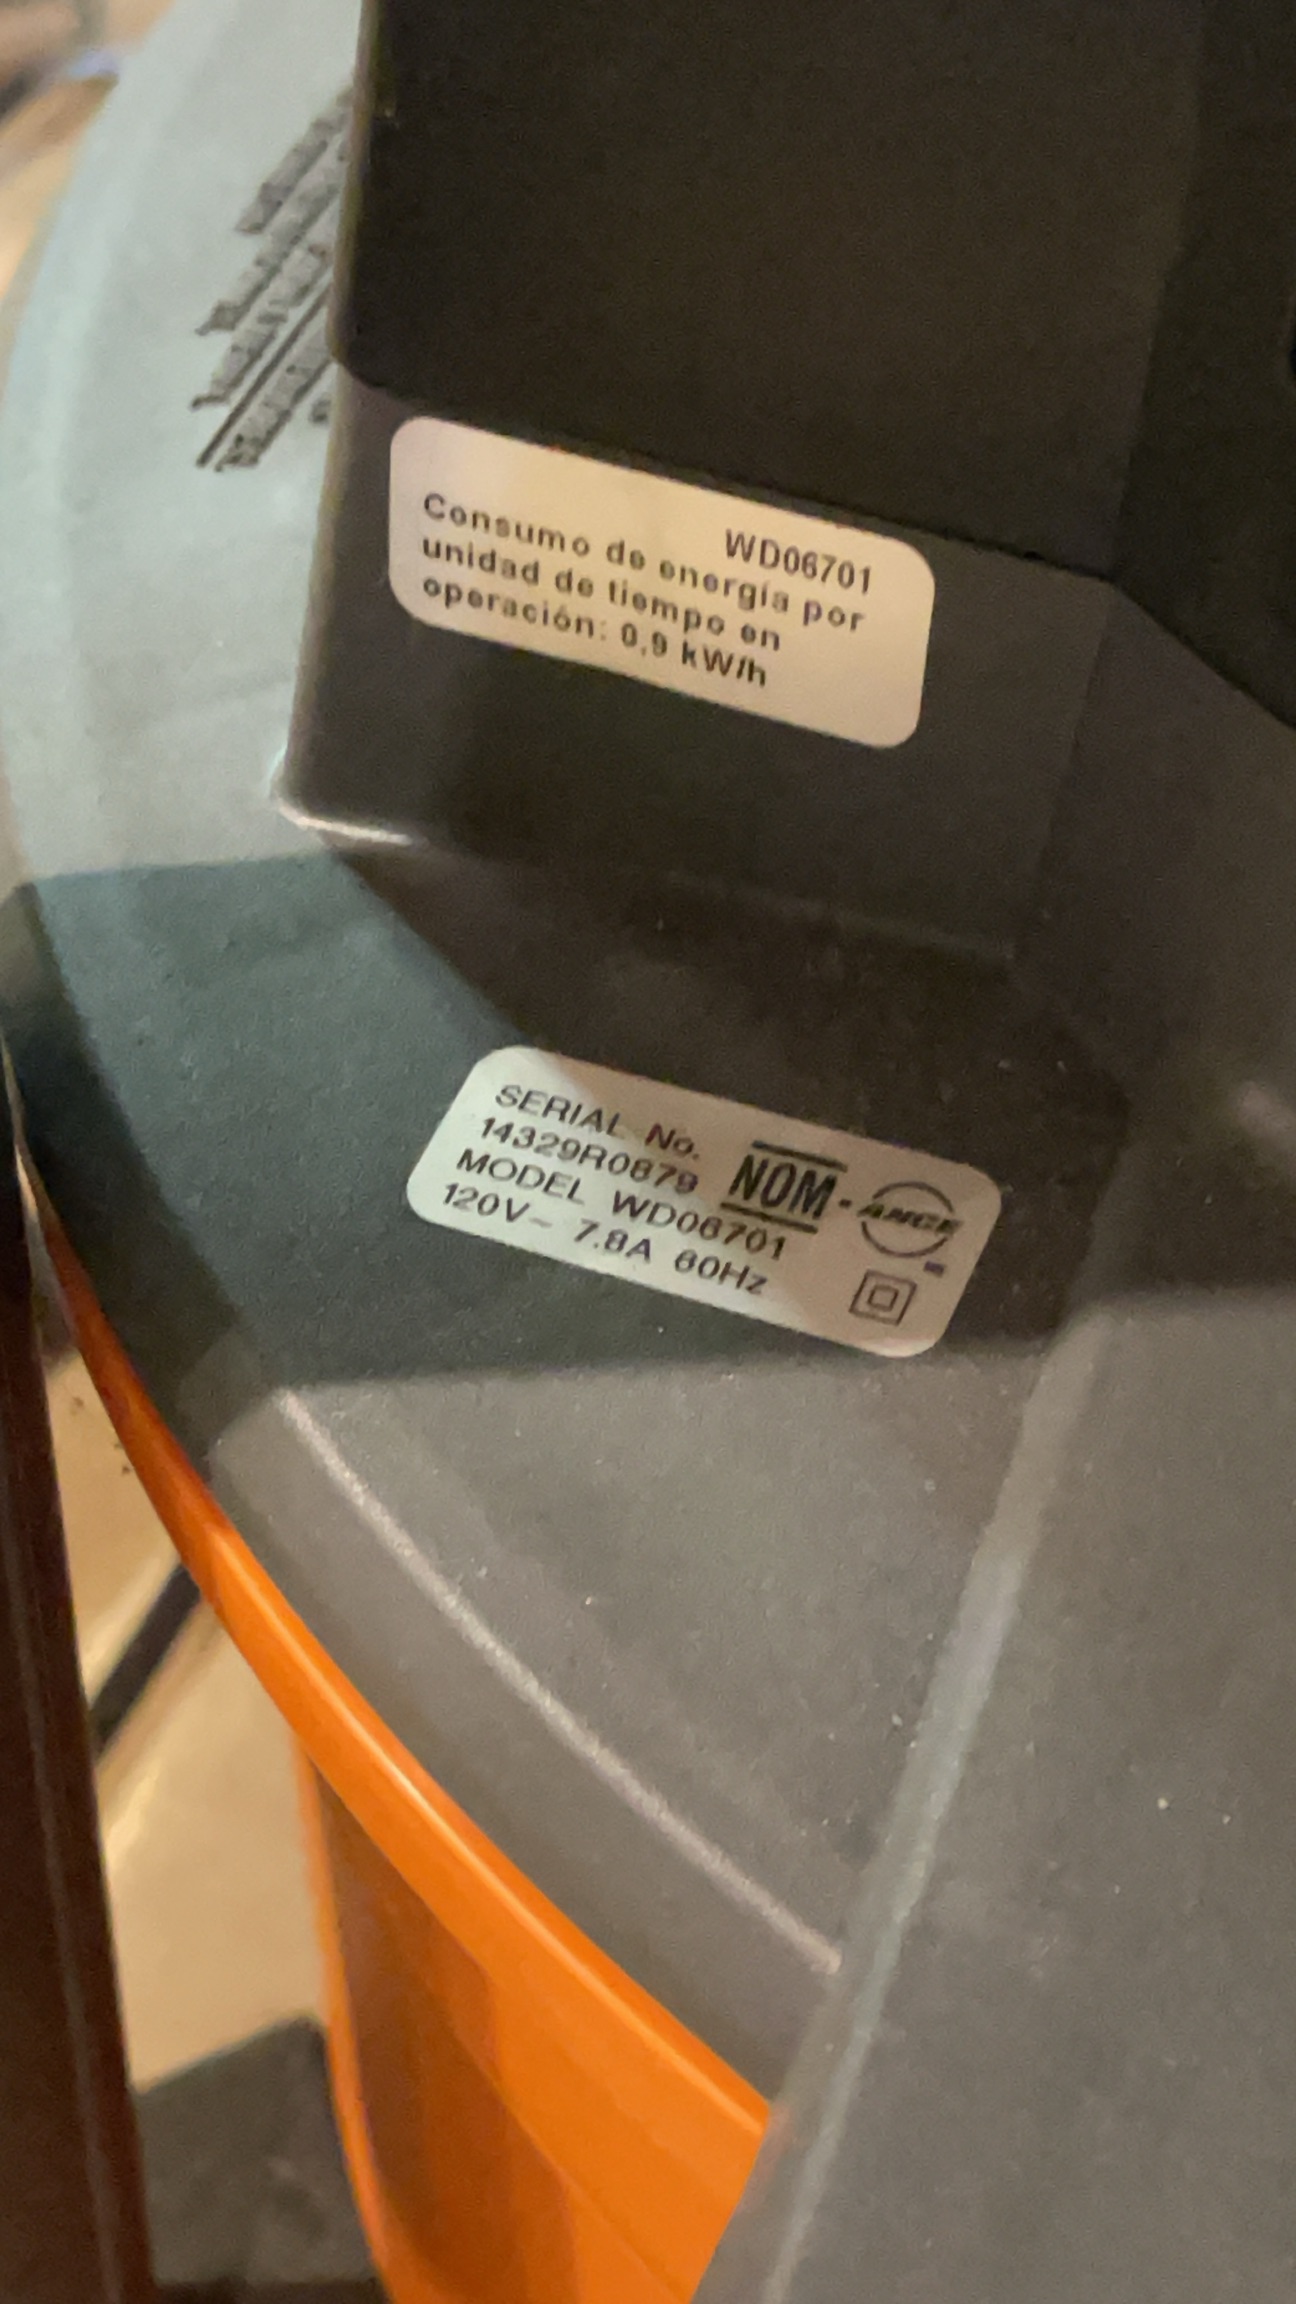 WD06701
Consumo de energía por
unidad de tiempo en
operación: 0,9 kW/h
SERIAL No.
14329R0879
MODEL WD06701
120V~ 7.8A 60Hz
NOM - ANCE